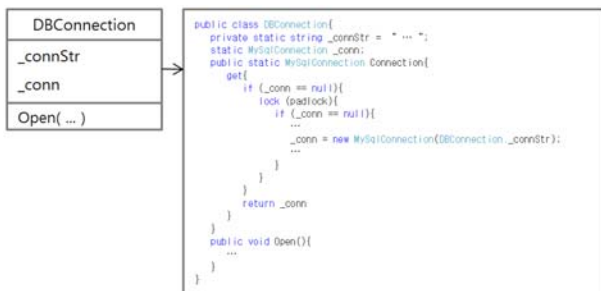 DBConnection
_connStr
_conn
Open( ... )
public class DBConnection{
private static string _connStr = " ... ";
static MySqlConnection _conn;
public static MySqlConnection Connection{
get{
if (_conn == null){
lock (padlock){
if (_conn == null){
...
_conn = new MySqlConnection(DBConnection _connStr);
...
}
}
}
return _conn
}
}
public void Open(){
...
}
}